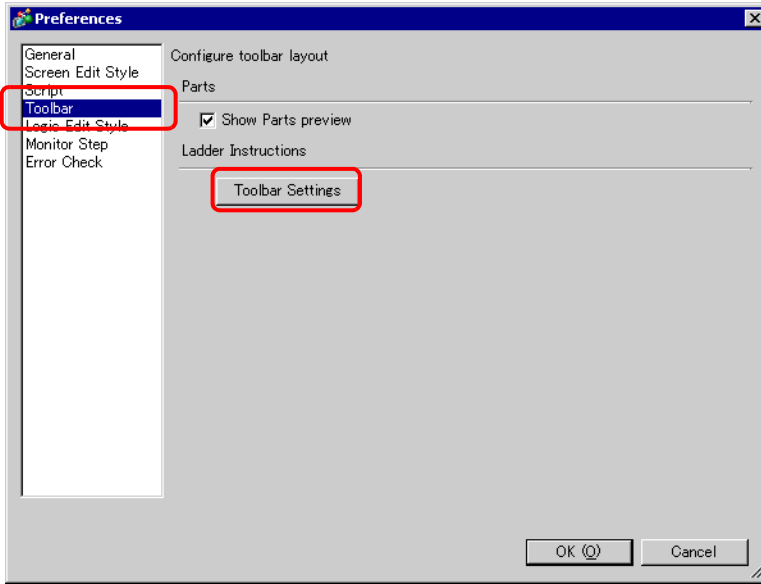 Preferences
General
Screen Edit Style
Script
Toolbar
Logic Edit Style
Monitor Step
Error Check
Configure toolbar layout
Parts
Show Parts preview
Ladder Instructions
Toolbar Settings
OK (O)
Cancel